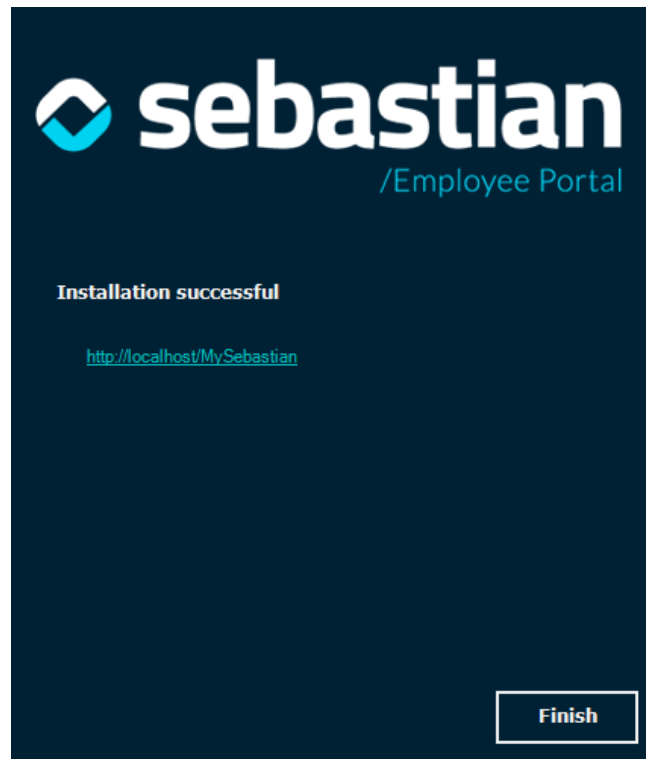 sebastian
/Employee Portal
Installation successful
http://localhost/MySebastian
Finish